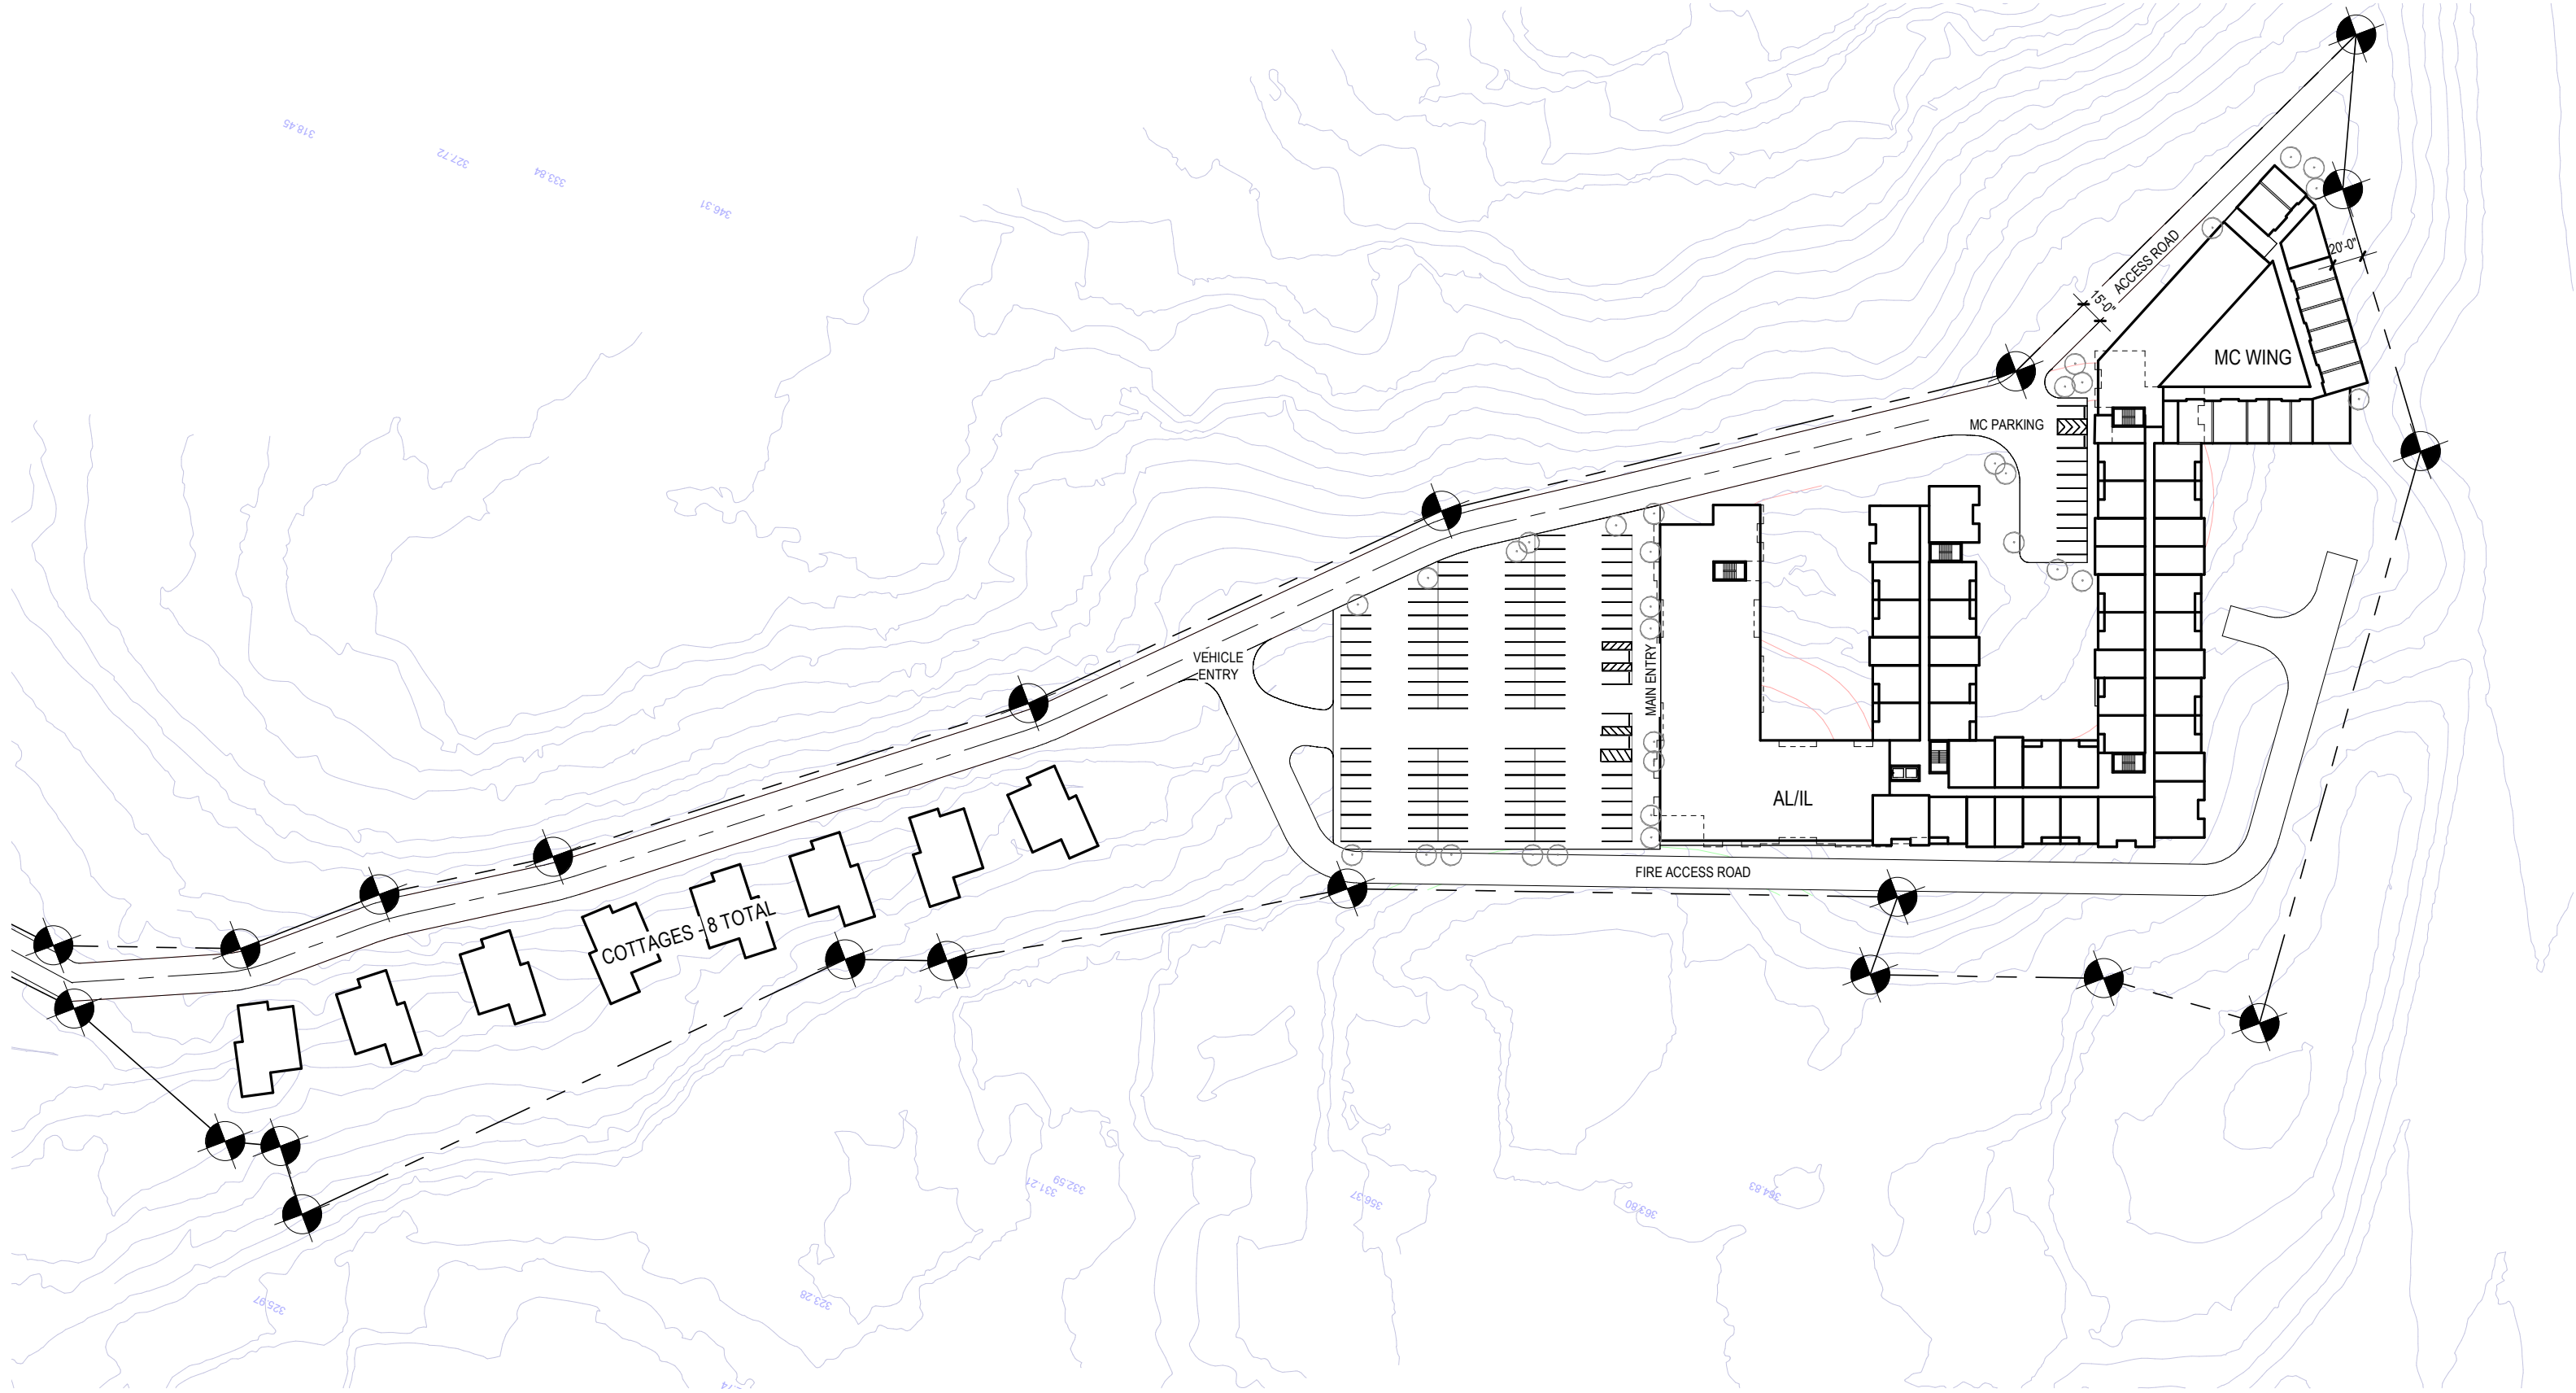 318.45
327.72
333.84
346.31
ACCESS ROAD
20'-0"
15'-0"
MC WING
MC PARKING
VEHICLE
ENTRY
MAIN ENTRY
AL/IL
FIRE ACCESS ROAD
COTTAGES - 8 TOTAL
331.21
332.59
356.37
363.80
364.83
325.97
323.28